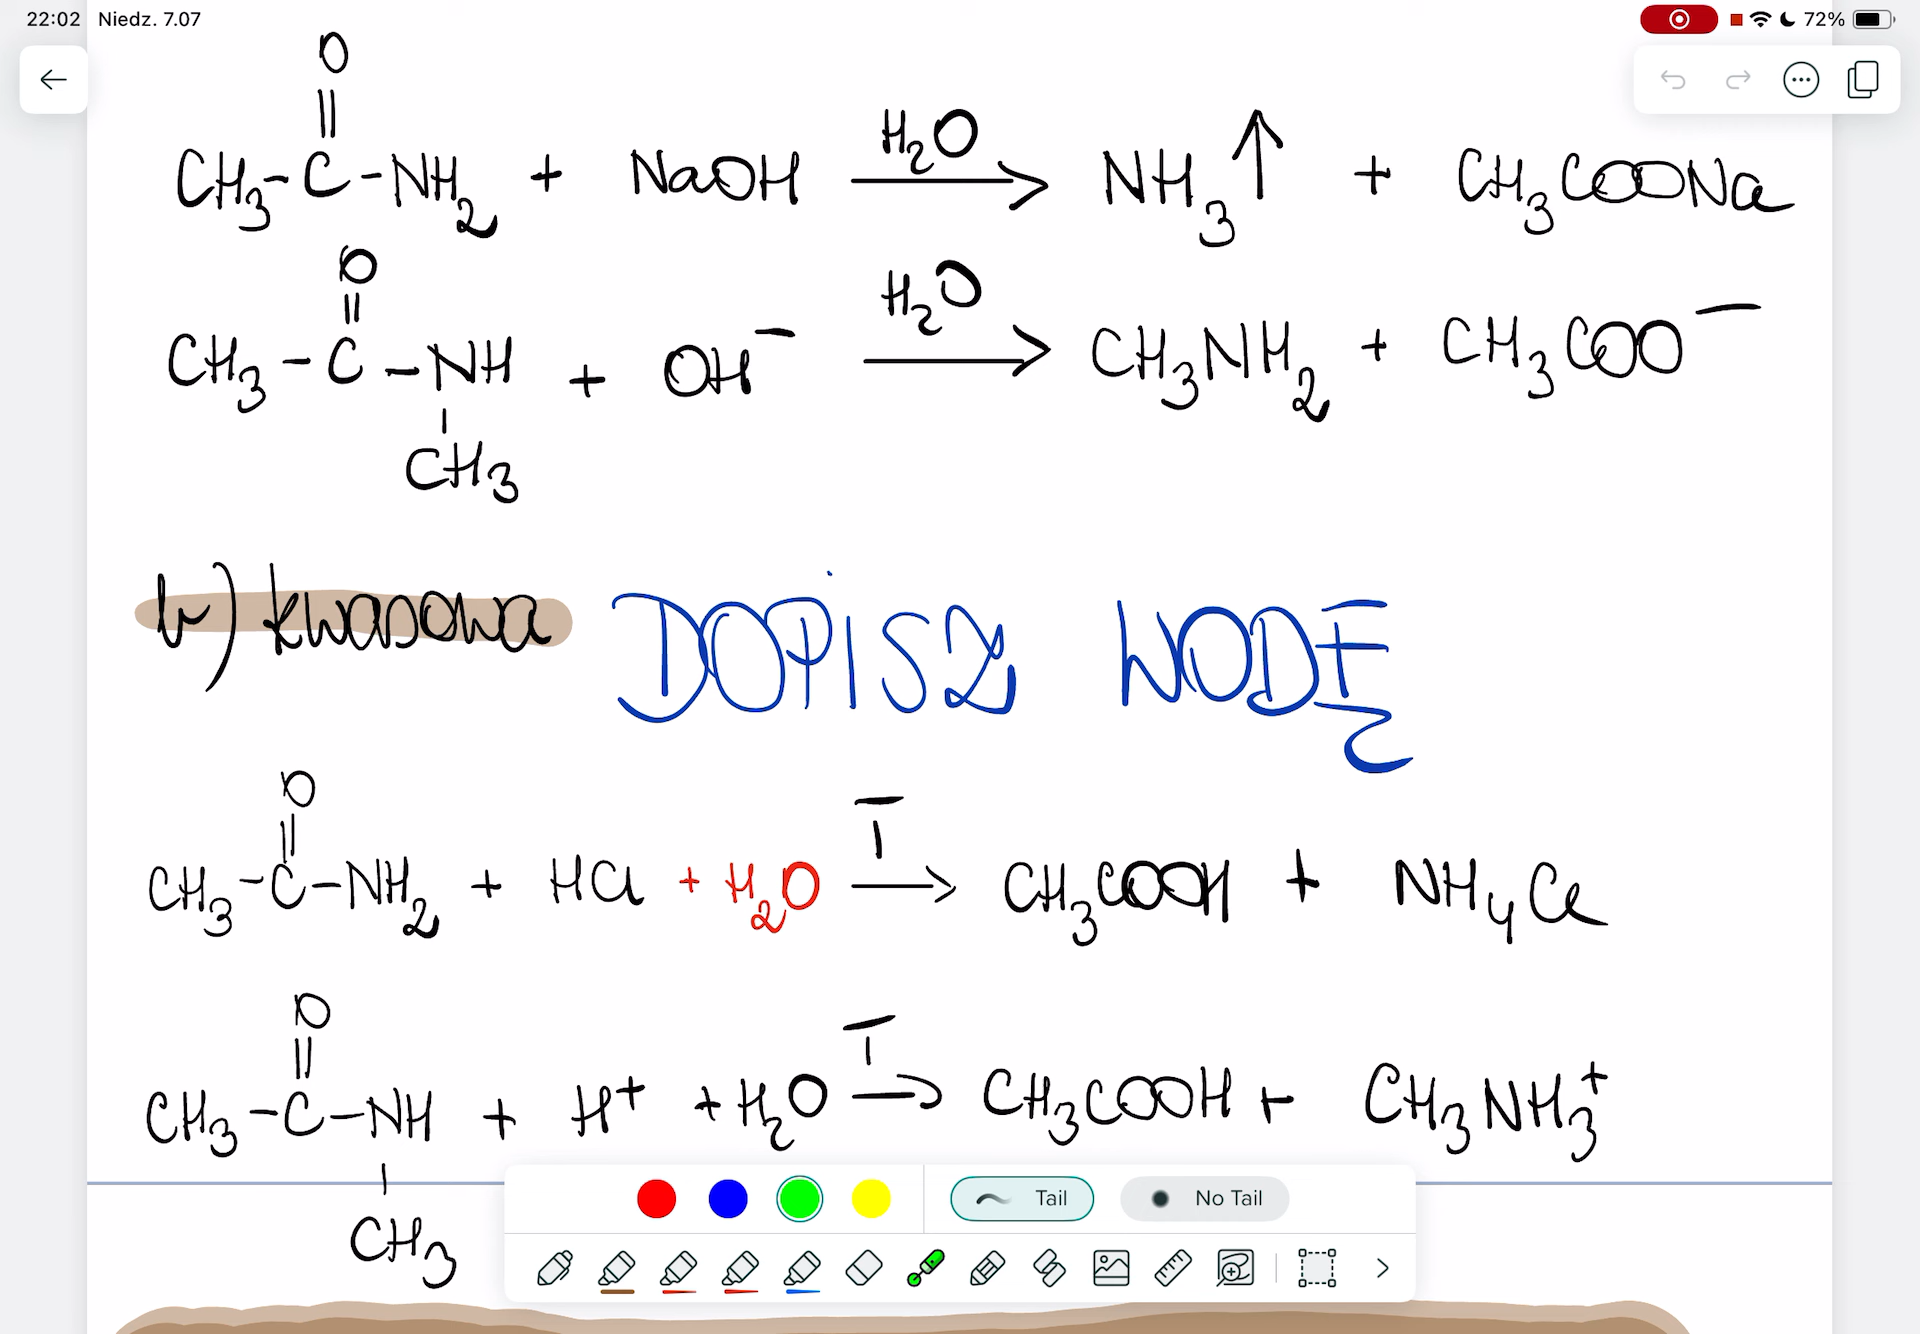 22:02 Niedz. 7.07 72%
O
||
CH₃-C-NH₂ + NaOH H₂O→ NH₃↑ + CH₃COONa
O
||
CH₃-C-NH + OH⁻ H₂O→ CH₃NH₂ + CH₃COO⁻
|
CH₃
b) kwasowa DOPISZ WODĘ
O
||
CH₃-C-NH₂ + HCl + H₂O T→ CH₃COOH + NH₄Cl
O
||
CH₃-C-NH + H⁺ + H₂O T→ CH₃COOH + CH₃NH₃⁺
|
CH₃
Tail No Tail